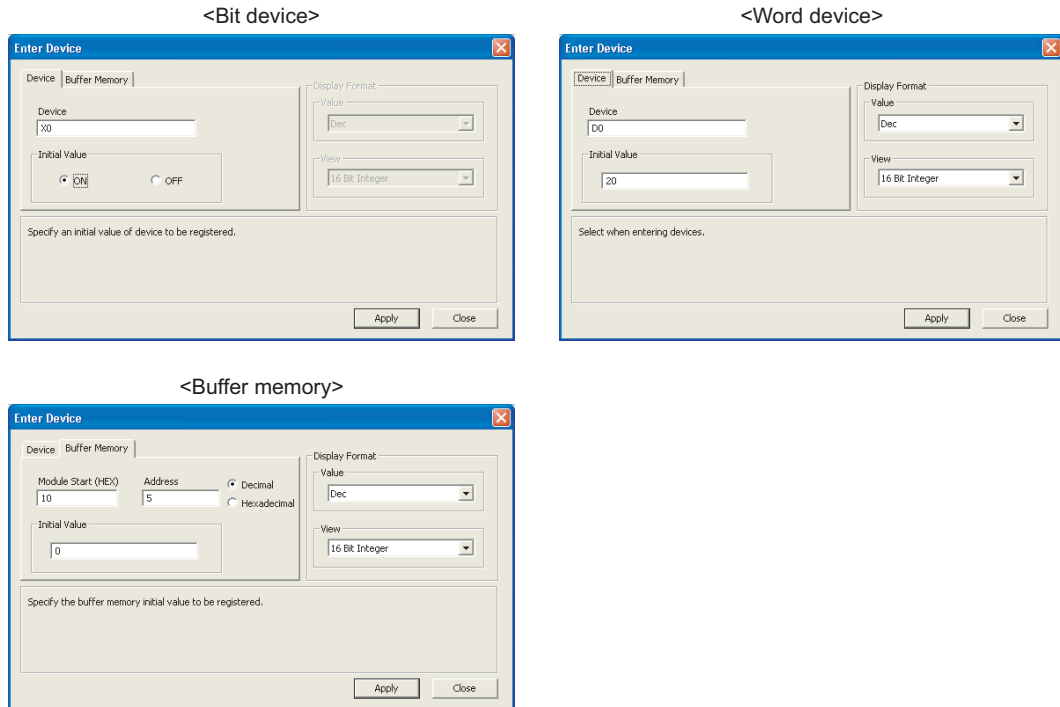 <Bit device>
<Word device>
Enter Device
Device Buffer Memory
Device
X0
Initial Value
ON OFF
Display Format
Value
Dec
View
16 Bit Integer
Specify an initial value of device to be registered.
Apply Close
Enter Device
Device Buffer Memory
Device
D0
Initial Value
20
Display Format
Value
Dec
View
16 Bit Integer
Select when entering devices.
Apply Close
<Buffer memory>
Enter Device
Device Buffer Memory
Module Start (HEX) Address
10 5
Decimal
Hexadecimal
Initial Value
0
Display Format
Value
Dec
View
16 Bit Integer
Specify the buffer memory initial value to be registered.
Apply Close